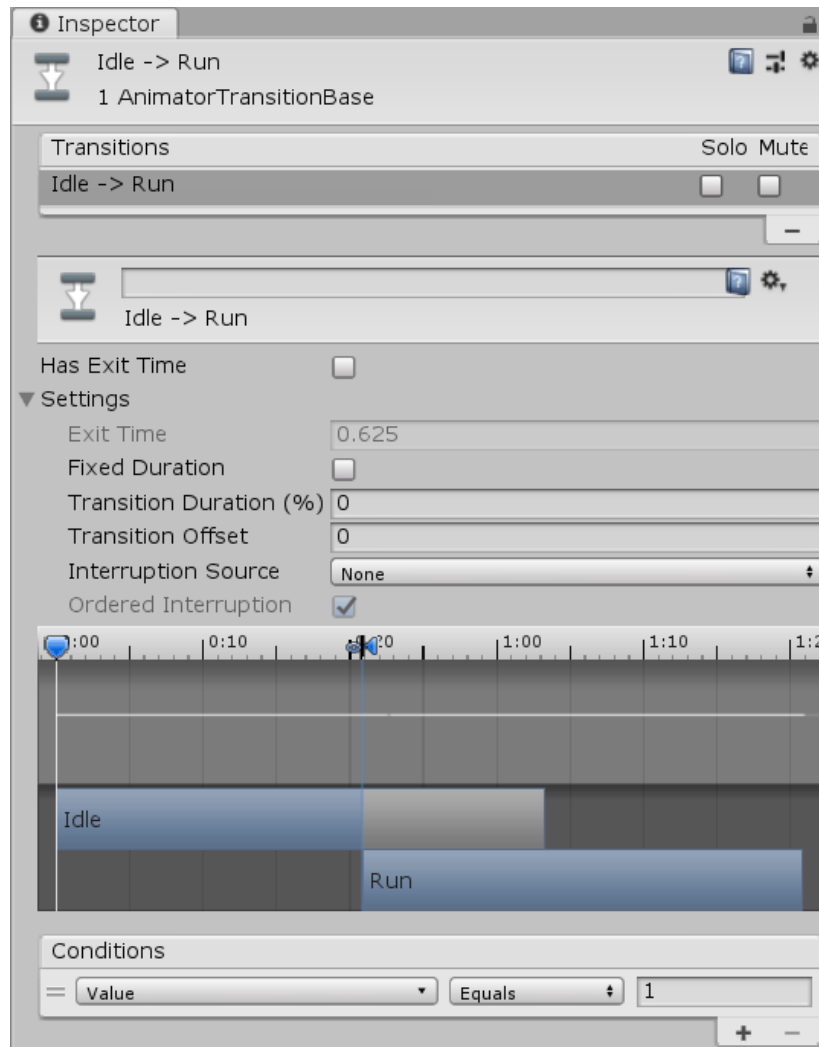 Inspector
Idle -> Run
1 AnimatorTransitionBase
Transitions Solo Mute
Idle -> Run
Idle -> Run
Has Exit Time
Settings
Exit Time 0.625
Fixed Duration
Transition Duration (%) 0
Transition Offset 0
Interruption Source None
Ordered Interruption
:00 0:10 1:00 1:10 1:2
Idle
Run
Conditions
Value Equals 1